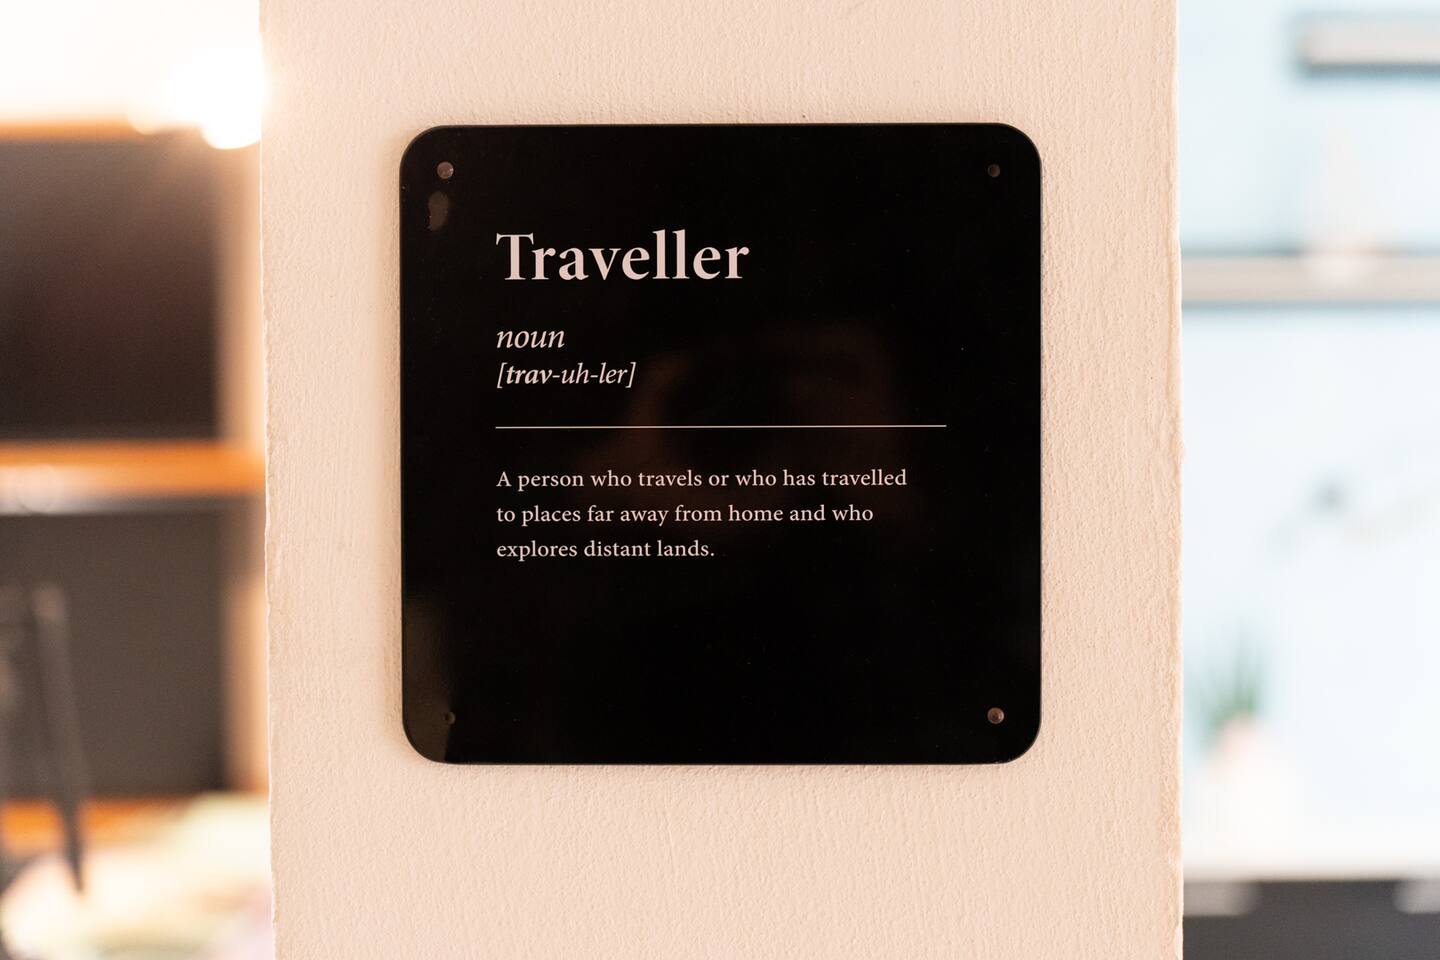 Traveller
noun
[trav-uh-ler]
A person who travels or who has travelled
to places far away from home and who
explores distant lands.